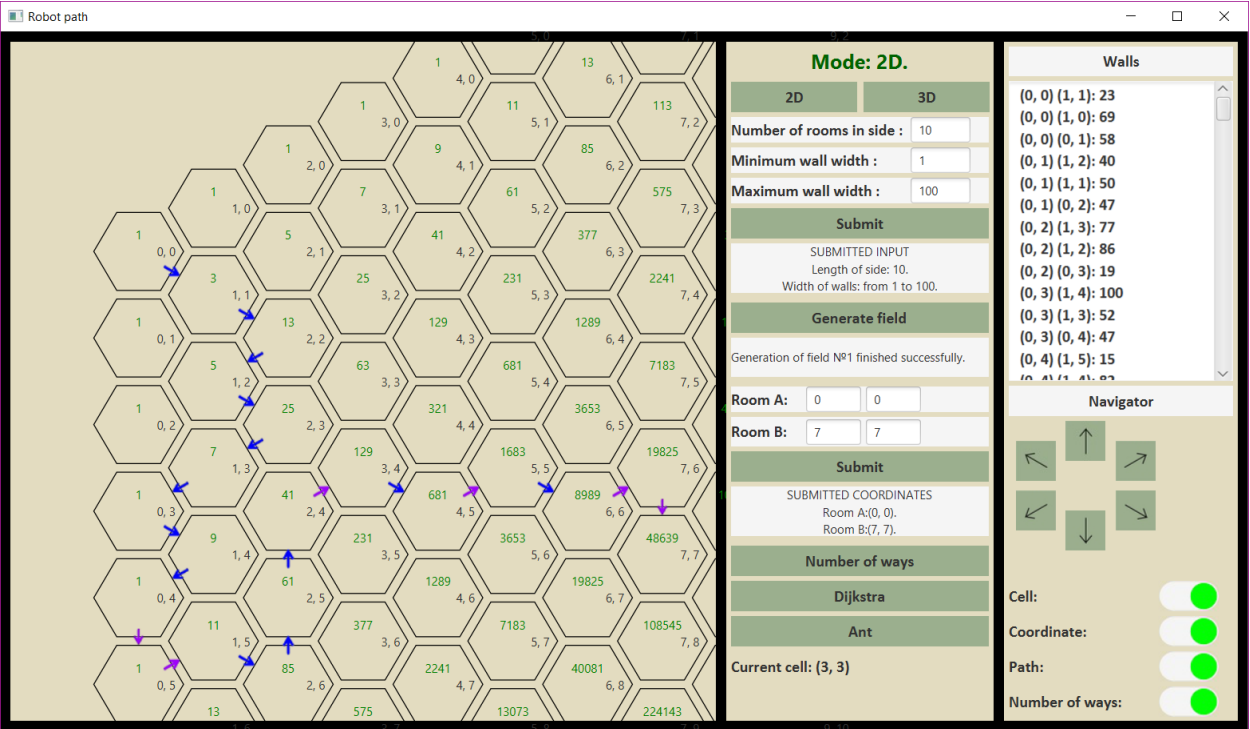 Robot path
5, 0 7, 1 9, 2
1 13
4, 0 6, 1
1 11 113
3, 0 5, 1 7, 2
1 9 85
2, 0 4, 1 6, 2
1 7 61 575
1, 0 3, 1 5, 2 7, 3
1 5 41 377
0, 0 2, 1 4, 2 6, 3
3 25 231 2241
1, 1 3, 2 5, 3 7, 4
1 13 129 1289
0, 1 2, 2 4, 3 6, 4
5 63 681 7183
1, 2 3, 3 5, 4 7, 5
1 25 321 3653
0, 2 2, 3 4, 4 6, 5
7 129 1683 19825
1, 3 3, 4 5, 5 7, 6
1 41 681 8989
0, 3 2, 4 4, 5 6, 6
9 231 3653 48639
1, 4 3, 5 5, 6 7, 7
1 61 1289 19825
0, 4 2, 5 4, 6 6, 7
11 377 7183 108545
1, 5 3, 6 5, 7 7, 8
1 85 2241 40081
0, 5 2, 6 4, 7 6, 8
13 575 13073 224143
Mode: 2D.
2D 3D
Number of rooms in side : 10
Minimum wall width : 1
Maximum wall width : 100
Submit
SUBMITTED INPUT
Length of side: 10.
Width of walls: from 1 to 100.
Generate field
Generation of field №1 finished successfully.
Room A: 0 0
Room B: 7 7
Submit
SUBMITTED COORDINATES
Room A:(0, 0).
Room B:(7, 7).
Number of ways
Dijkstra
Ant
Current cell: (3, 3)
Walls
(0, 0) (1, 1): 23
(0, 0) (1, 0): 69
(0, 0) (0, 1): 58
(0, 1) (1, 2): 40
(0, 1) (1, 1): 50
(0, 1) (0, 2): 47
(0, 2) (1, 3): 77
(0, 2) (1, 2): 86
(0, 2) (0, 3): 19
(0, 3) (1, 4): 100
(0, 3) (1, 3): 52
(0, 3) (0, 4): 47
(0, 4) (1, 5): 15
Navigator
Cell:
Coordinate:
Path:
Number of ways: